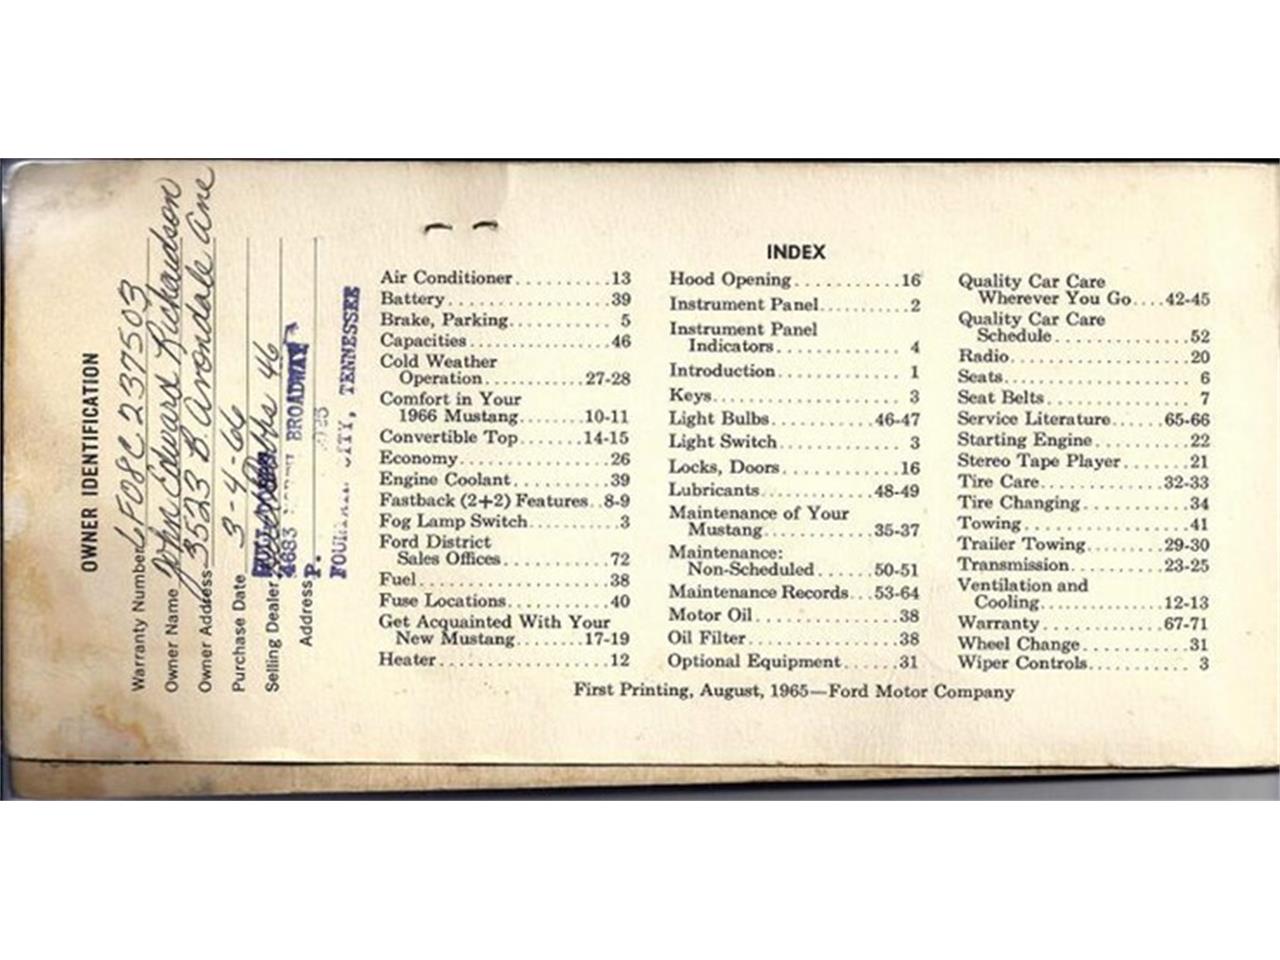 OWNER IDENTIFICATION
Warranty Number 6F08C 237503
Owner Name John Edward Richardson
Owner Address 3523 B. Avondale Ave
Purchase Date 3-4-66
Selling Dealer
Address
4683 BROADWAY
P.
CITY, TENNESSEE
INDEX
Air Conditioner..........13
Battery..................39
Brake, Parking............ 5
Capacities................46
Cold Weather
Operation............27-28
Comfort in Your
1966 Mustang........10-11
Convertible Top........14-15
Economy..................26
Engine Coolant............39
Fastback (2+2) Features..8-9
Fog Lamp Switch..........3
Ford District
Sales Offices............72
Fuel......................38
Fuse Locations............40
Get Acquainted With Your
New Mustang........17-19
Heater....................12
Hood Opening...........16
Instrument Panel..........2
Instrument Panel
Indicators............. 4
Introduction............. 1
Keys.................... 3
Light Bulbs..........46-47
Light Switch............ 3
Locks, Doors............16
Lubricants...........48-49
Maintenance of Your
Mustang...........35-37
Maintenance:
Non-Scheduled......50-51
Maintenance Records...53-64
Motor Oil...............38
Oil Filter...............38
Optional Equipment......31
Quality Car Care
Wherever You Go....42-45
Quality Car Care
Schedule..............52
Radio...................20
Seats................... 6
Seat Belts............... 7
Service Literature......65-66
Starting Engine..........22
Stereo Tape Player.......21
Tire Care.............32-33
Tire Changing...........34
Towing.................41
Trailer Towing........29-30
Transmission..........23-25
Ventilation and
Cooling............12-13
Warranty.............67-71
Wheel Change...........31
Wiper Controls..........3
First Printing, August, 1965—Ford Motor Company